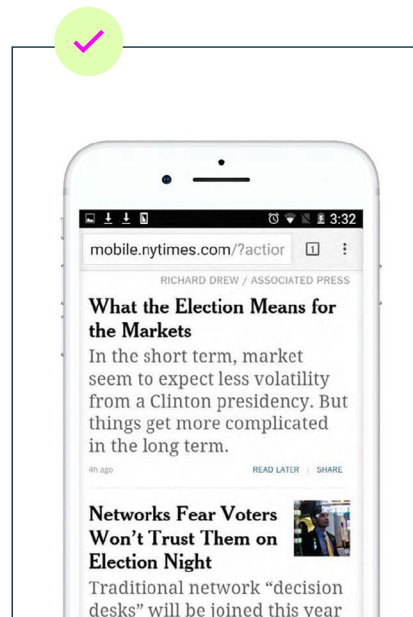 3:32
mobile.nytimes.com/?action
1
RICHARD DREW / ASSOCIATED PRESS
What the Election Means for
the Markets
In the short term, market
seem to expect less volatility
from a Clinton presidency. But
things get more complicated
in the long term.
4h ago READ LATER SHARE
Networks Fear Voters
Won't Trust Them on
Election Night
Traditional network “decision
desks” will be joined this year